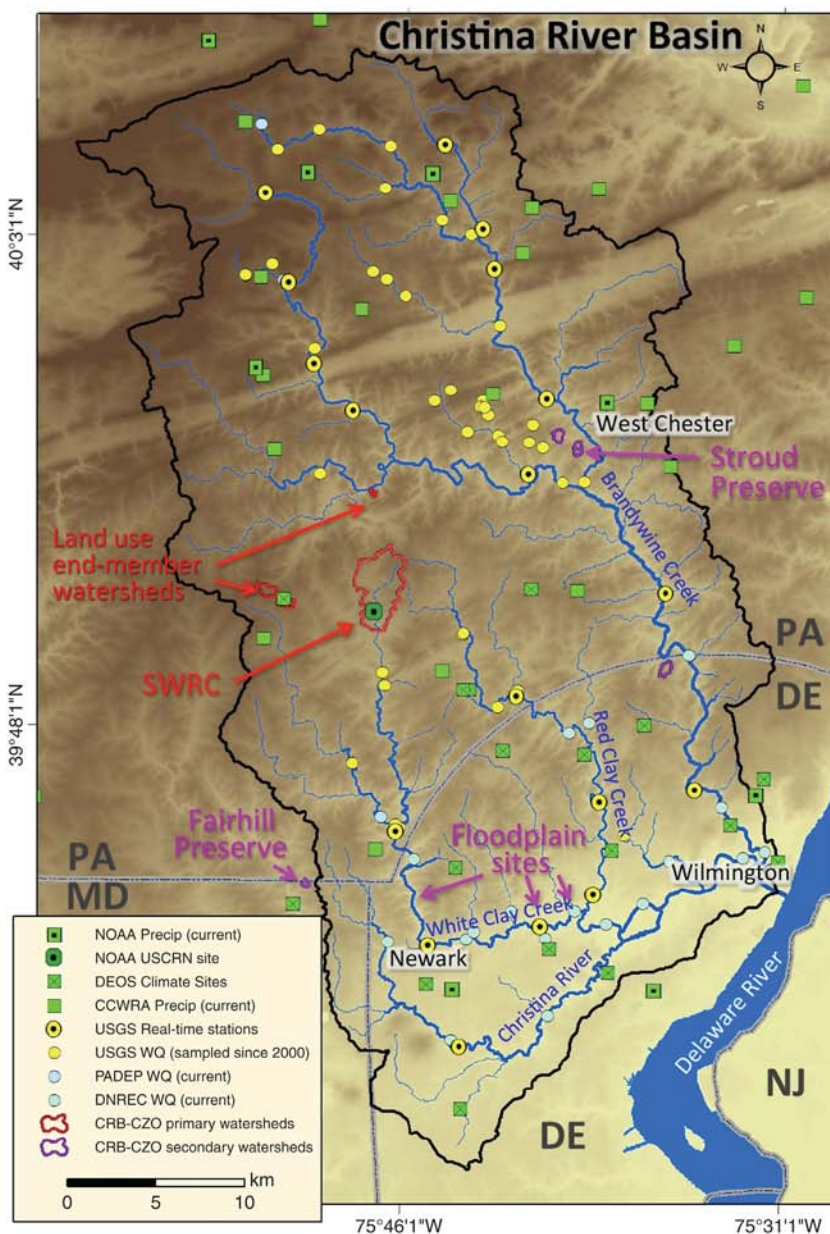 Christina River Basin
N
W
E
S
40°3'1"N
West Chester
Stroud
Preserve
Brandywine Creek
Land use
end-member
watersheds
SWRC
PA
DE
39°48'1"N
Red Clay Creek
Fairhill
Preserve
Floodplain
sites
PA
MD
Wilmington
White Clay Creek
Newark
Christina River
Delaware River
NJ
DE
NOAA Precip (current)
NOAA USCRN site
DEOS Climate Sites
CCWRA Precip (current)
USGS Real-time stations
USGS WQ (sampled since 2000)
PADEP WQ (current)
DNREC WQ (current)
CRB-CZO primary watersheds
CRB-CZO secondary watersheds
km
0 5 10
75°46'1"W
75°31'1"W